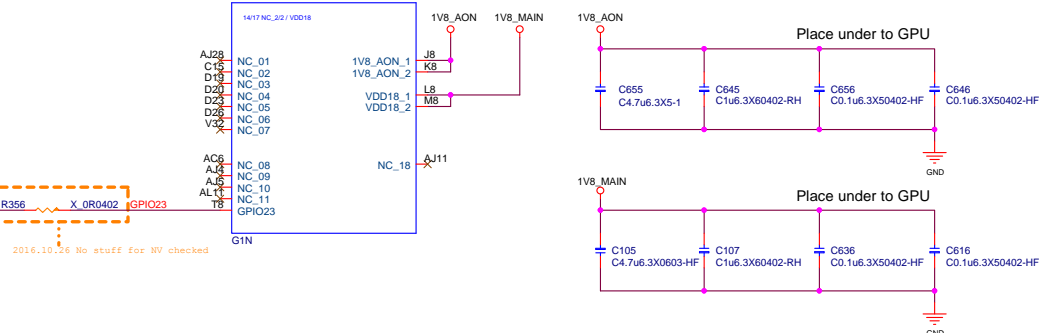 14/17 NC_2/2 / VDD18
1V8_AON
1V8_MAIN
AJ28 NC_01
C15 NC_02
D19 NC_03
D20 NC_04
D23 NC_05
D26 NC_06
V32 NC_07
AC6 NC_08
AJ4 NC_09
AJ5 NC_10
AL11 NC_11
T8 GPIO23
1V8_AON_1 J8
1V8_AON_2 K8
VDD18_1 L8
VDD18_2 M8
NC_18 AJ11
G1N
R356 X_0R0402 GPIO23
2016.10.26 No stuff for NV checked
1V8_AON
Place under to GPU
C655
C4.7u6.3X5-1
C645
C1u6.3X60402-RH
C656
C0.1u6.3X50402-HF
C646
C0.1u6.3X50402-HF
GND
1V8_MAIN
Place under to GPU
C105
C4.7u6.3X0603-HF
C107
C1u6.3X60402-RH
C636
C0.1u6.3X50402-HF
C616
C0.1u6.3X50402-HF
GND